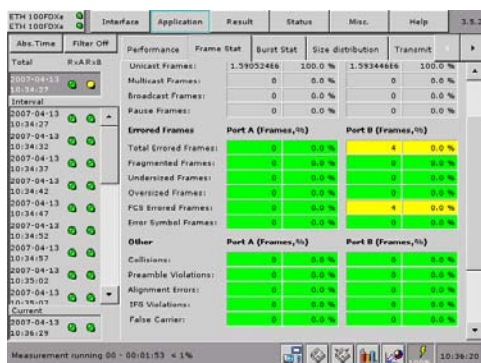 ETH 100FDXe
ETH 100FDXe
Interface Application Result Status Misc. Help 3.5.2
Abs.Time Filter Off
Performance Frame Stat Burst Stat Size distribution Transmit
Total RxA RxB
2007-04-13
10:34:27
Interval
2007-04-13
10:34:27
2007-04-13
10:34:32
2007-04-13
10:34:37
2007-04-13
10:34:42
2007-04-13
10:34:47
2007-04-13
10:34:52
2007-04-13
10:34:57
2007-04-13
10:35:02
2007-04-13
10:35:07
Current
2007-04-13
10:36:29
Unicast Frames: 1.590524E6 100.0 % 1.593446E6 100.0 %
Multicast Frames: 0 0.0 % 0 0.0 %
Broadcast Frames: 0 0.0 % 0 0.0 %
Pause Frames: 0 0.0 % 0 0.0 %
Errored Frames Port A (Frames,%) Port B (Frames,%)
Total Errored Frames: 0 0.0 % 4 0.0 %
Fragmented Frames: 0 0.0 % 0 0.0 %
Undersized Frames: 0 0.0 % 0 0.0 %
Oversized Frames: 0 0.0 % 0 0.0 %
FCS Errored Frames: 0 0.0 % 4 0.0 %
Error Symbol Frames: 0 0.0 % 0 0.0 %
Other Port A (Frames,%) Port B (Frames,%)
Collisions: 0 0.0 % 0 0.0 %
Preamble Violations: 0 0.0 % 0 0.0 %
Alignment Errors: 0 0.0 % 0 0.0 %
IFG Violations: 0 0.0 % 0 0.0 %
False Carrier: 0 0.0 % 0 0.0 %
Measurement running 00 - 00:01:53 < 1%
10:36:20